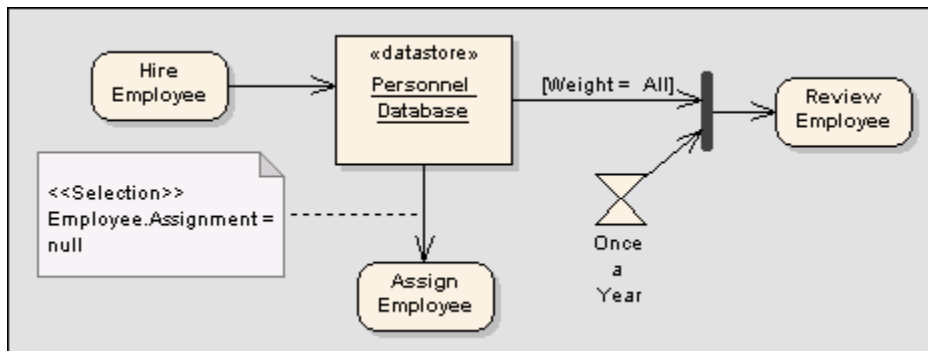 Hire
Employee
«datastore»
Personnel
Database
[Weight = All]
Review
Employee
<<Selection>>
Employee.Assignment =
null
Assign
Employee
Once
a
Year